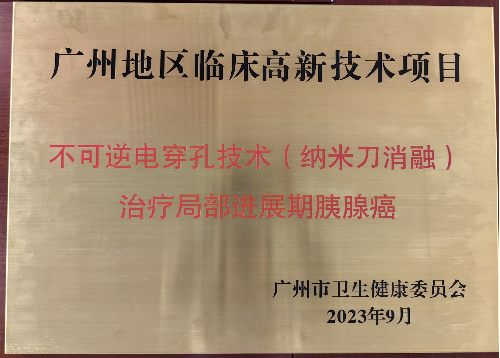 广州地区临床高新技术项目
不可逆电穿孔技术（纳米刀消融）
治疗局部进展期胰腺癌
广州市卫生健康委员会
2023年9月